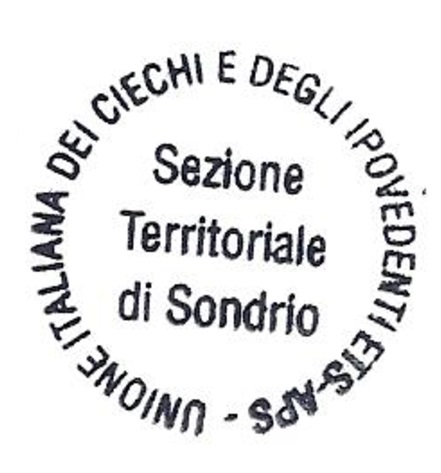 UNIONE ITALIANA DEI CIECHI E DEGLI IPOVEDENTI ETS-APS -
Sezione
Territoriale
di Sondrio